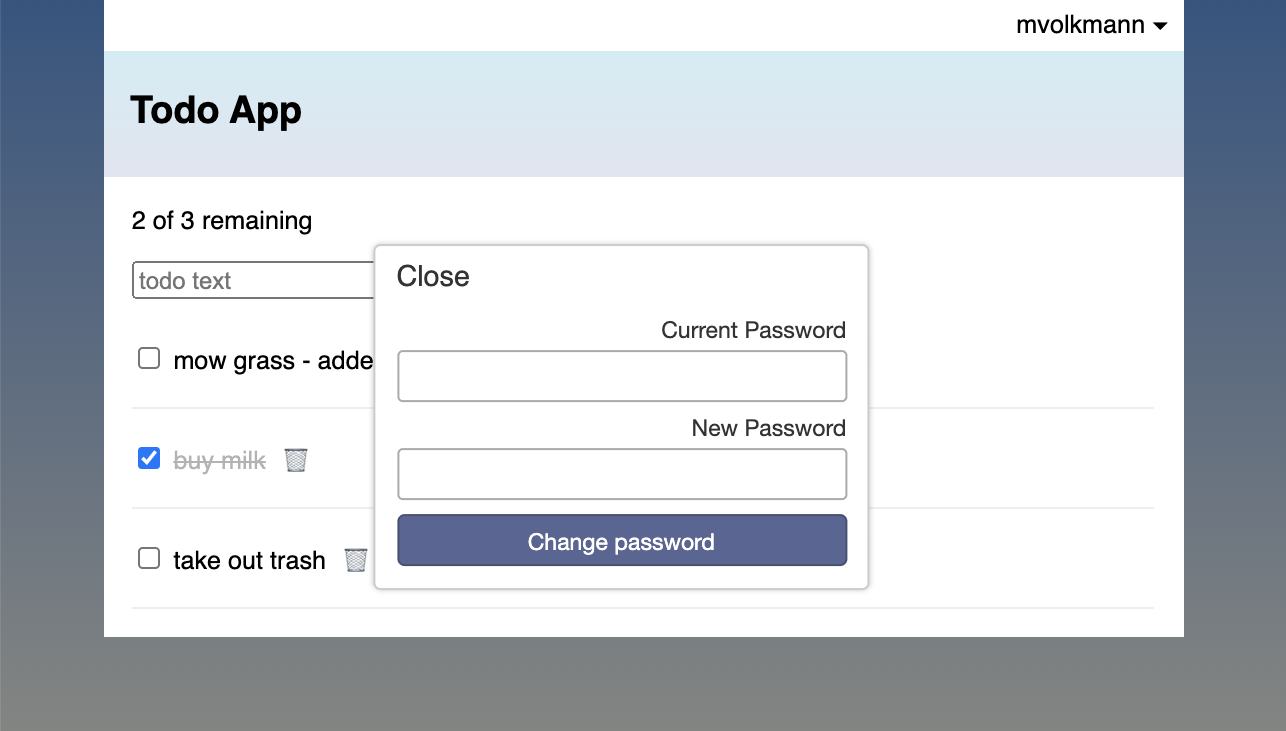 mvolkmann
Todo App
2 of 3 remaining
todo text
Close
Current Password
mow grass - adde
New Password
buy milk
Change password
take out trash